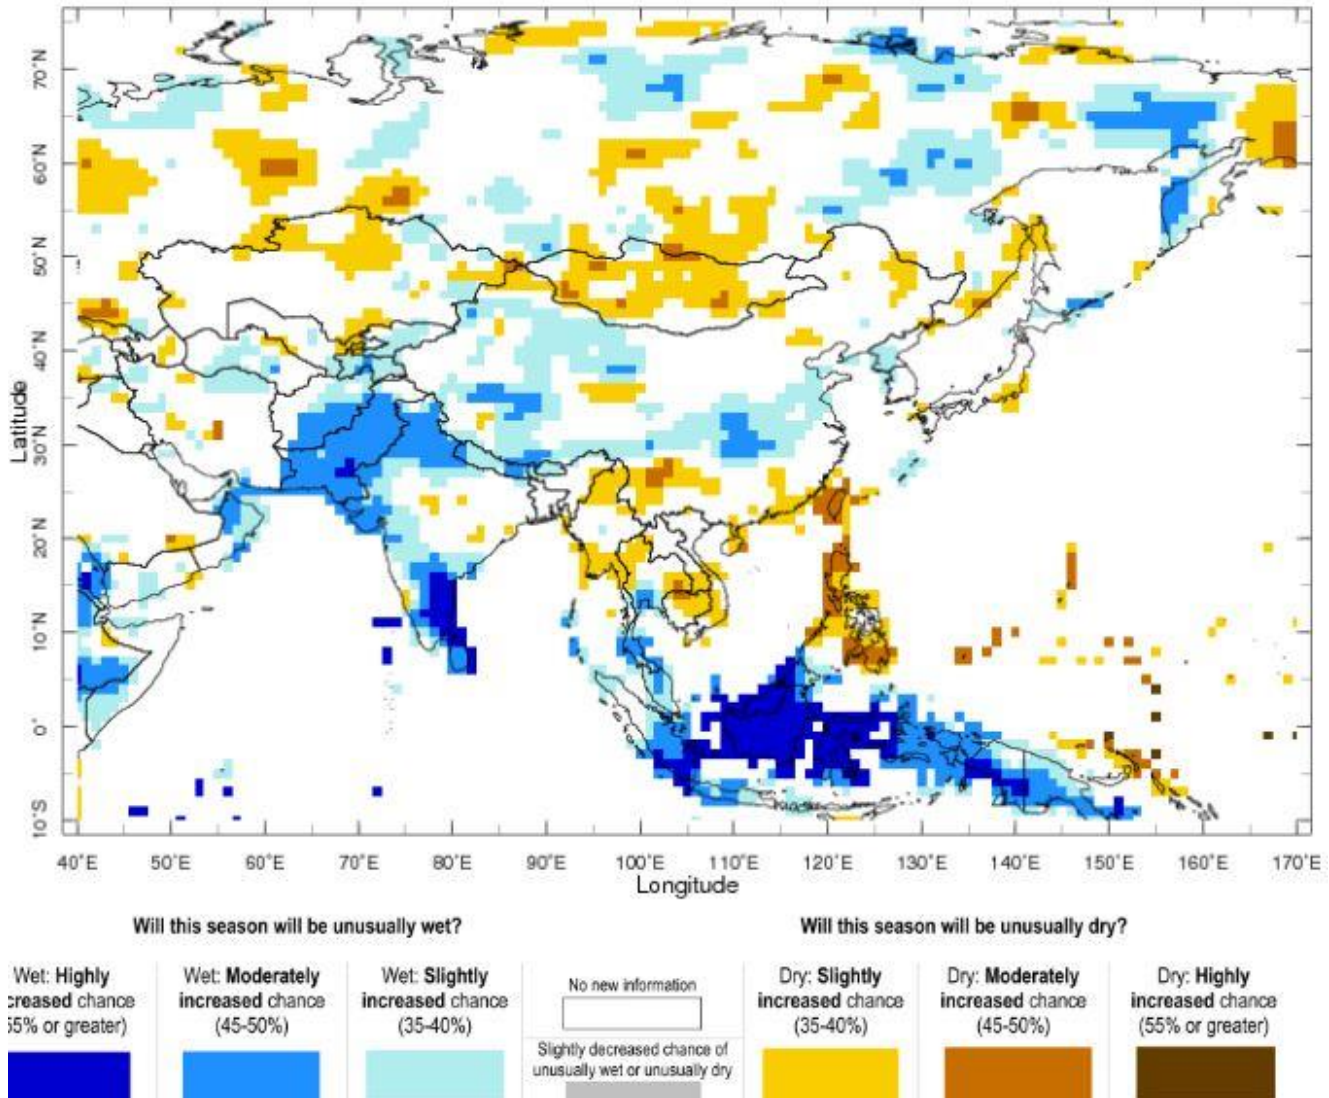 70°N
60°N
50°N
40°N
30°N
20°N
10°N
0°
10°S
Latitude
40°E 50°E 60°E 70°E 80°E 90°E 100°E 110°E 120°E 130°E 140°E 150°E 160°E 170°E
Longitude
Will this season will be unusually wet?
Will this season will be unusually dry?
Wet: Highly
creased chance
55% or greater)
Wet: Moderately
increased chance
(45-50%)
Wet: Slightly
increased chance
(35-40%)
No new information
Slightly decreased chance of
unusually wet or unusually dry
Dry: Slightly
increased chance
(35-40%)
Dry: Moderately
increased chance
(45-50%)
Dry: Highly
increased chance
(55% or greater)